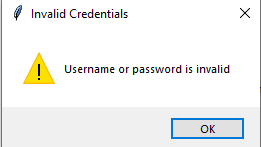 Invalid Credentials
Username or password is invalid
OK